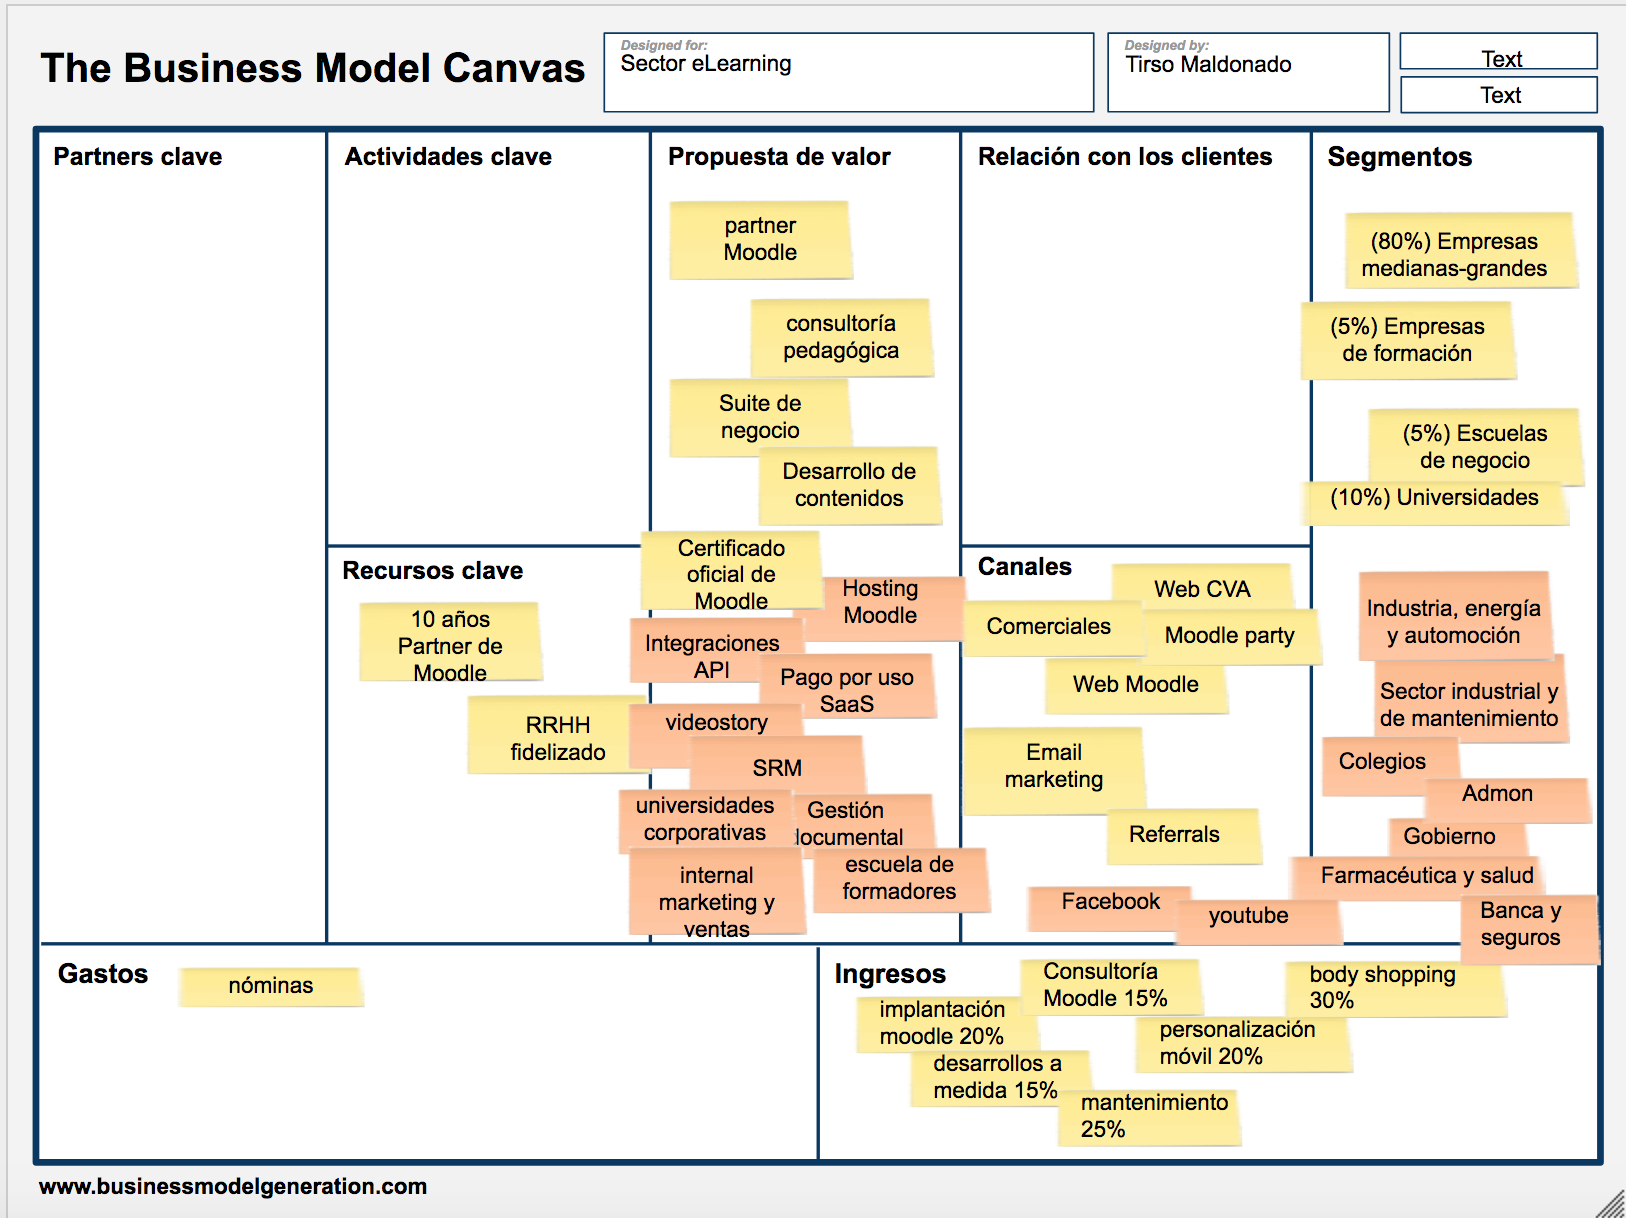 The Business Model Canvas
Designed for:
Sector eLearning
Designed by:
Tirso Maldonado
Text
Text
Partners clave
Actividades clave
Propuesta de valor
partner
Moodle
consultoría
pedagógica
Suite de
negocio
Desarrollo de
contenidos
Certificado
oficial de
Moodle
Hosting
Moodle
Integraciones
API
Pago por uso
SaaS
videostory
SRM
universidades
corporativas
Gestión
documental
internal
marketing y
ventas
escuela de
formadores
Recursos clave
10 años
Partner de
Moodle
RRHH
fidelizado
Relación con los clientes
Canales
Web CVA
Comerciales
Moodle party
Web Moodle
Email
marketing
Referrals
Facebook
youtube
Segmentos
(80%) Empresas
medianas-grandes
(5%) Empresas
de formación
(5%) Escuelas
de negocio
(10%) Universidades
Industria, energía
y automoción
Sector industrial y
de mantenimiento
Colegios
Admon
Gobierno
Farmacéutica y salud
Banca y
seguros
Gastos
nóminas
Ingresos
Consultoría
Moodle 15%
body shopping
30%
implantación
moodle 20%
personalización
móvil 20%
desarrollos a
medida 15%
mantenimiento
25%
www.businessmodelgeneration.com